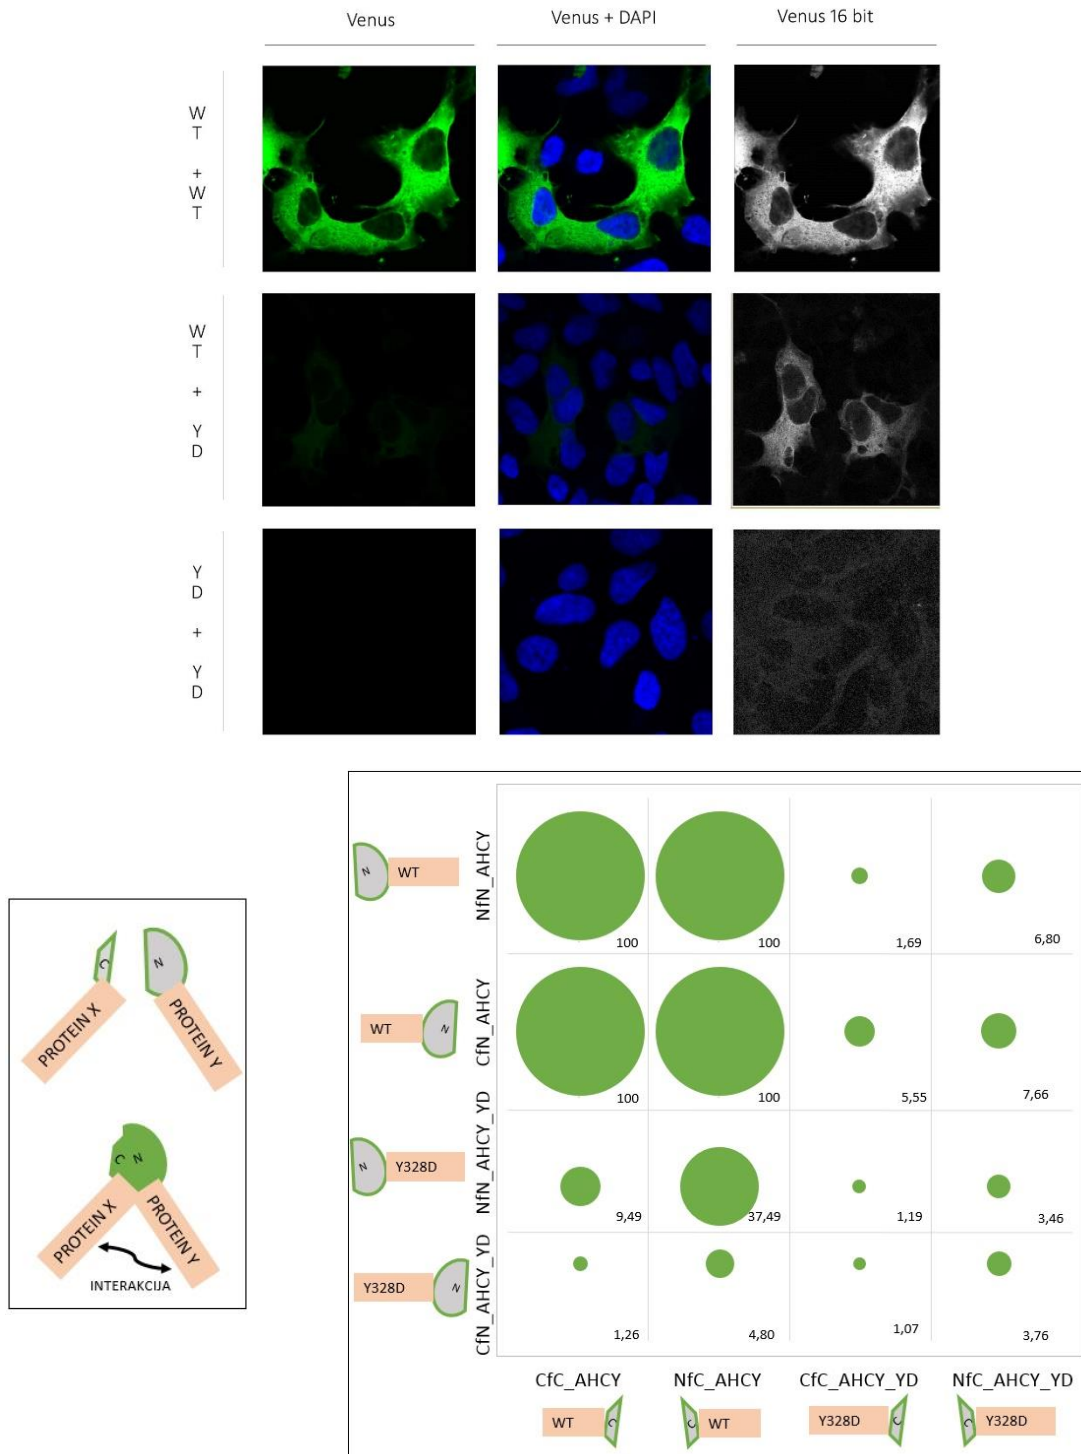 Venus
Venus + DAPI
Venus 16 bit
W
T
+
W
T
W
T
+
Y
D
Y
D
+
Y
D
C
N
PROTEIN X
PROTEIN Y
C
N
PROTEIN X
PROTEIN Y
INTERAKCIJA
N
WT
NfN_AHCY
100
100
1,69
6,80
WT
N
CfN_AHCY
100
100
5,55
7,66
N
Y328D
NfN_AHCY_YD
9,49
37,49
1,19
3,46
Y328D
N
CfN_AHCY_YD
1,26
4,80
1,07
3,76
CfC_AHCY
NfC_AHCY
CfC_AHCY_YD
NfC_AHCY_YD
WT
C
C
WT
Y328D
C
C
Y328D